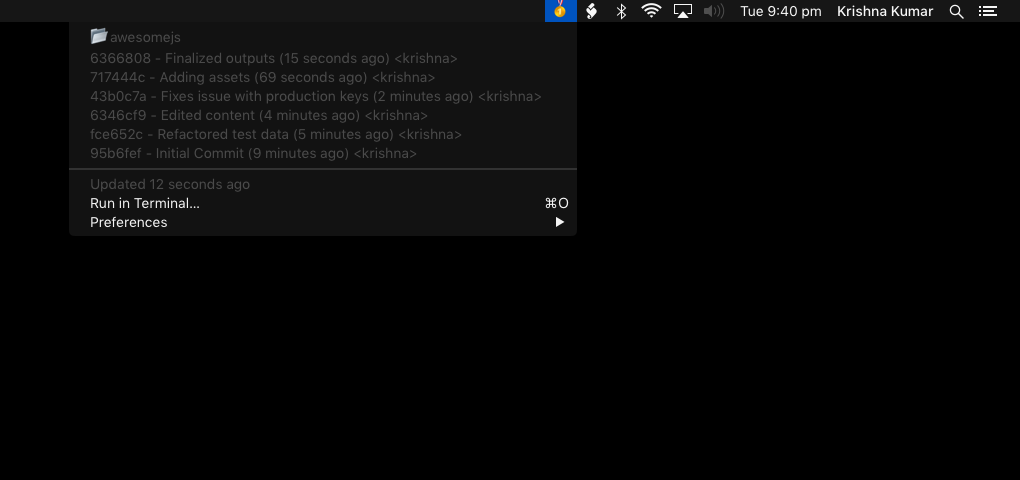 Tue 9:40 pm Krishna Kumar
awesomejs
6366808 - Finalized outputs (15 seconds ago) <krishna>
717444c - Adding assets (69 seconds ago) <krishna>
43b0c7a - Fixes issue with production keys (2 minutes ago) <krishna>
6346cf9 - Edited content (4 minutes ago) <krishna>
fce652c - Refactored test data (5 minutes ago) <krishna>
95b6fef - Initial Commit (9 minutes ago) <krishna>
Updated 12 seconds ago
Run in Terminal... ⌘O
Preferences